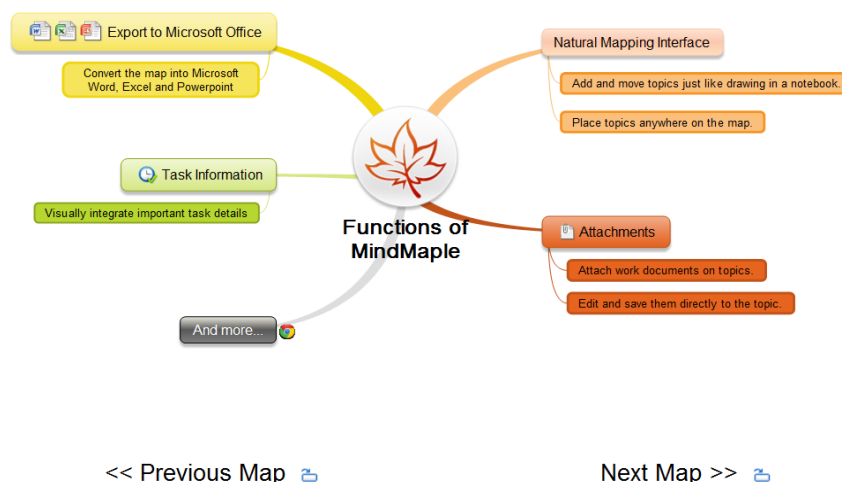 Export to Microsoft Office
Convert the map into Microsoft
Word, Excel and Powerpoint
Task Information
Visually integrate important task details
And more...
Functions of
MindMaple
Natural Mapping Interface
Add and move topics just like drawing in a notebook.
Place topics anywhere on the map.
Attachments
Attach work documents on topics.
Edit and save them directly to the topic.
<< Previous Map
Next Map >>